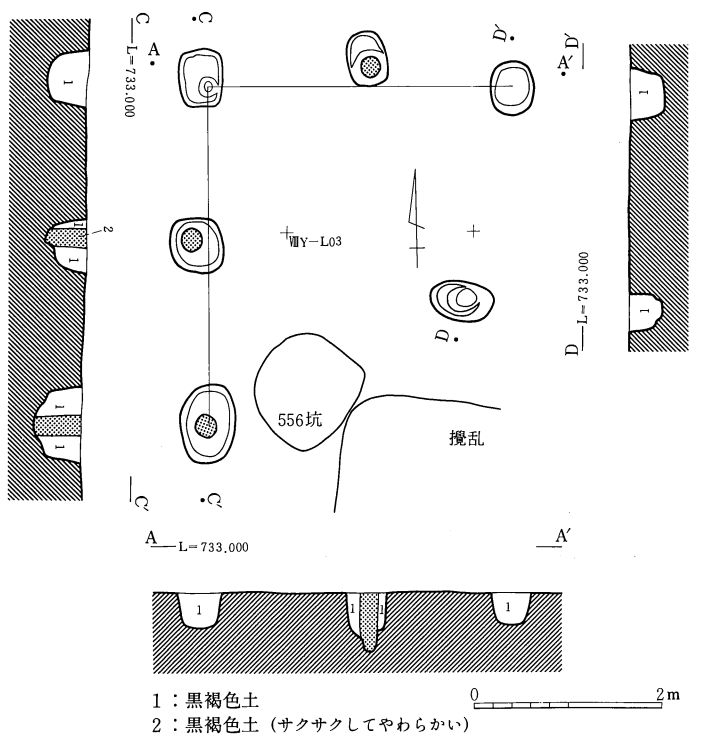 C
C
L=733.000
A
D′
A′
D′
1
1
2
1
ⅧY-L03
1
1
D
L=733.000
D
1
1
556坑
攪乱
C′
C′
A
L=733.000
A′
1
1
1
1
1:黒褐色土
2:黒褐色土(サクサクしてやわらかい)
0
2m